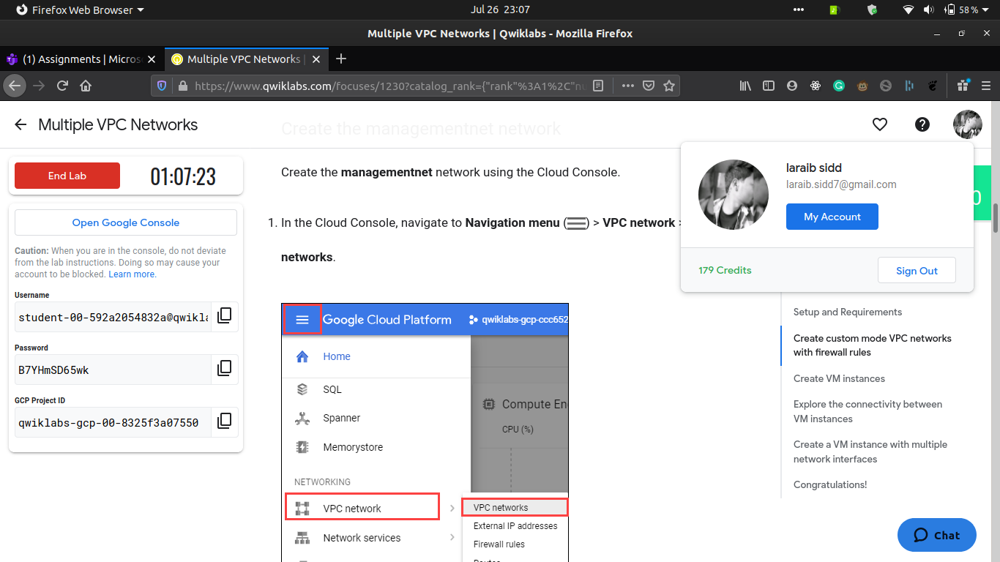 Firefox Web Browser
Jul 26 23:07
58 %
Multiple VPC Networks | Qwiklabs - Mozilla Firefox
(1) Assignments | Micros
Multiple VPC Networks |
https://www.qwiklabs.com/focuses/1230?catalog_rank={"rank"%3A1%2C"nu
Multiple VPC Networks
Create the managementnet network
End Lab
01:07:23
Open Google Console
Caution: When you are in the console, do not deviate
from the lab instructions. Doing so may cause your
account to be blocked. Learn more.
Username
student-00-592a2054832a@qwikla
Password
B7YHmSD65wk
GCP Project ID
qwiklabs-gcp-00-8325f3a07550
Create the managementnet network using the Cloud Console.
1. In the Cloud Console, navigate to Navigation menu () > VPC network >
networks.
Google Cloud Platform
qwiklabs-gcp-ccc652
Home
SQL
Spanner
Memorystore
NETWORKING
VPC network
Network services
Compute En
CPU (%)
VPC networks
External IP addresses
Firewall rules
Routes
laraib sidd
laraib.sidd7@gmail.com
My Account
179 Credits
Sign Out
0
Setup and Requirements
Create custom mode VPC networks
with firewall rules
Create VM instances
Explore the connectivity between
VM instances
Create a VM instance with multiple
network interfaces
Congratulations!
Chat